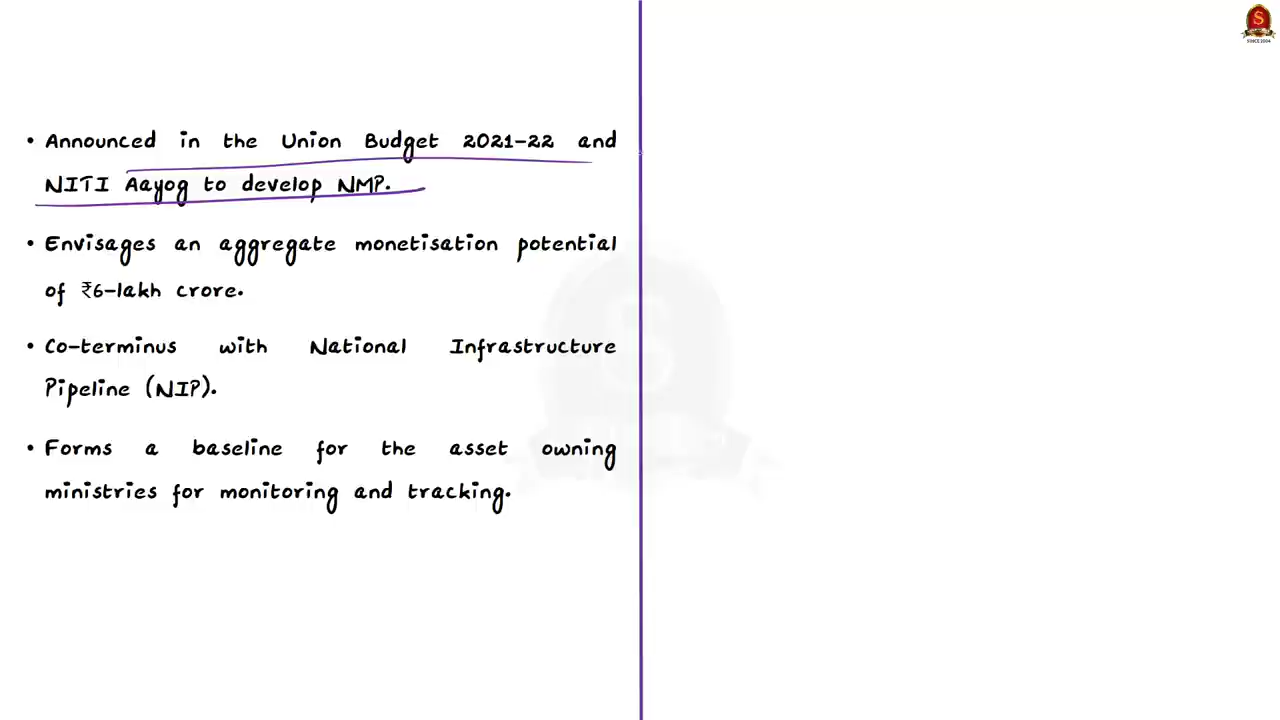 • Announced in the Union Budget 2021-22 and
NITI Aayog to develop NMP.
• Envisages an aggregate monetisation potential
of ₹6-lakh crore.
• Co-terminus with National Infrastructure
Pipeline (NIP).
• Forms a baseline for the asset owning
ministries for monitoring and tracking.
S
SINCE 2004